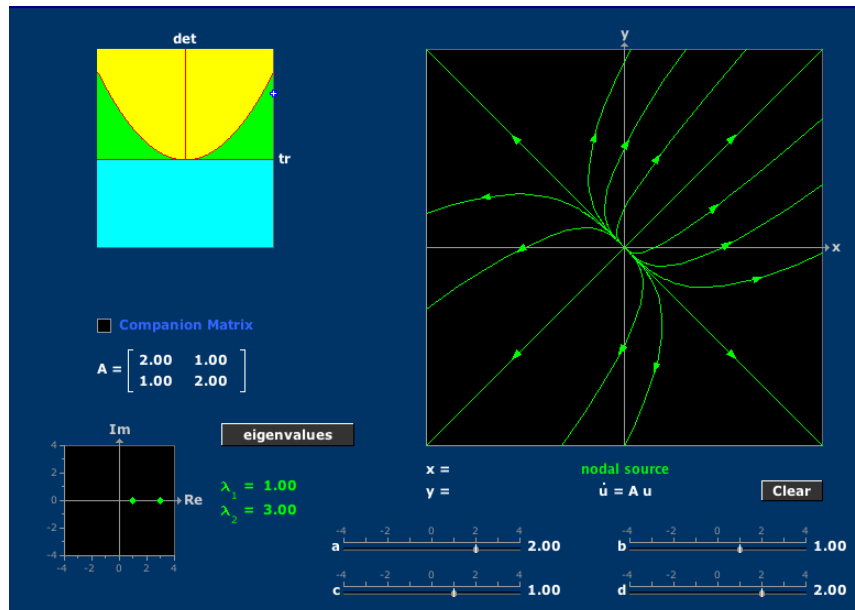 det
tr
Companion Matrix
A = [ 2.00 1.00
1.00 2.00 ]
Im
4
2
0
-2
-4
-4 -2 0 2 4
Re
eigenvalues
λ1 = 1.00
λ2 = 3.00
y
x
x = nodal source
y = u̇ = A u
Clear
-4 -2 0 2 4
a 2.00
-4 -2 0 2 4
b 1.00
-4 -2 0 2 4
c 1.00
-4 -2 0 2 4
d 2.00